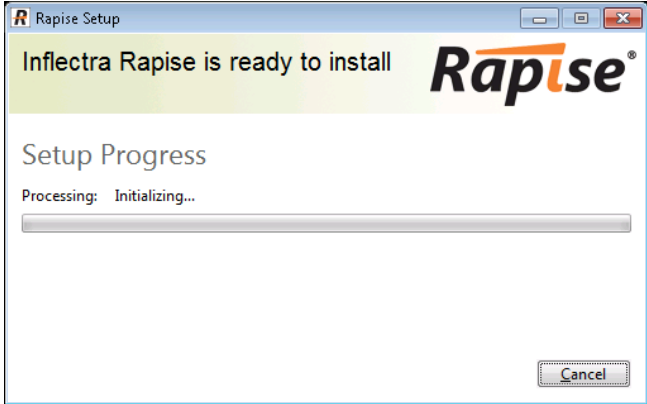 Rapise Setup
Inflectra Rapise is ready to install
Rapise®
Setup Progress
Processing: Initializing...
Cancel